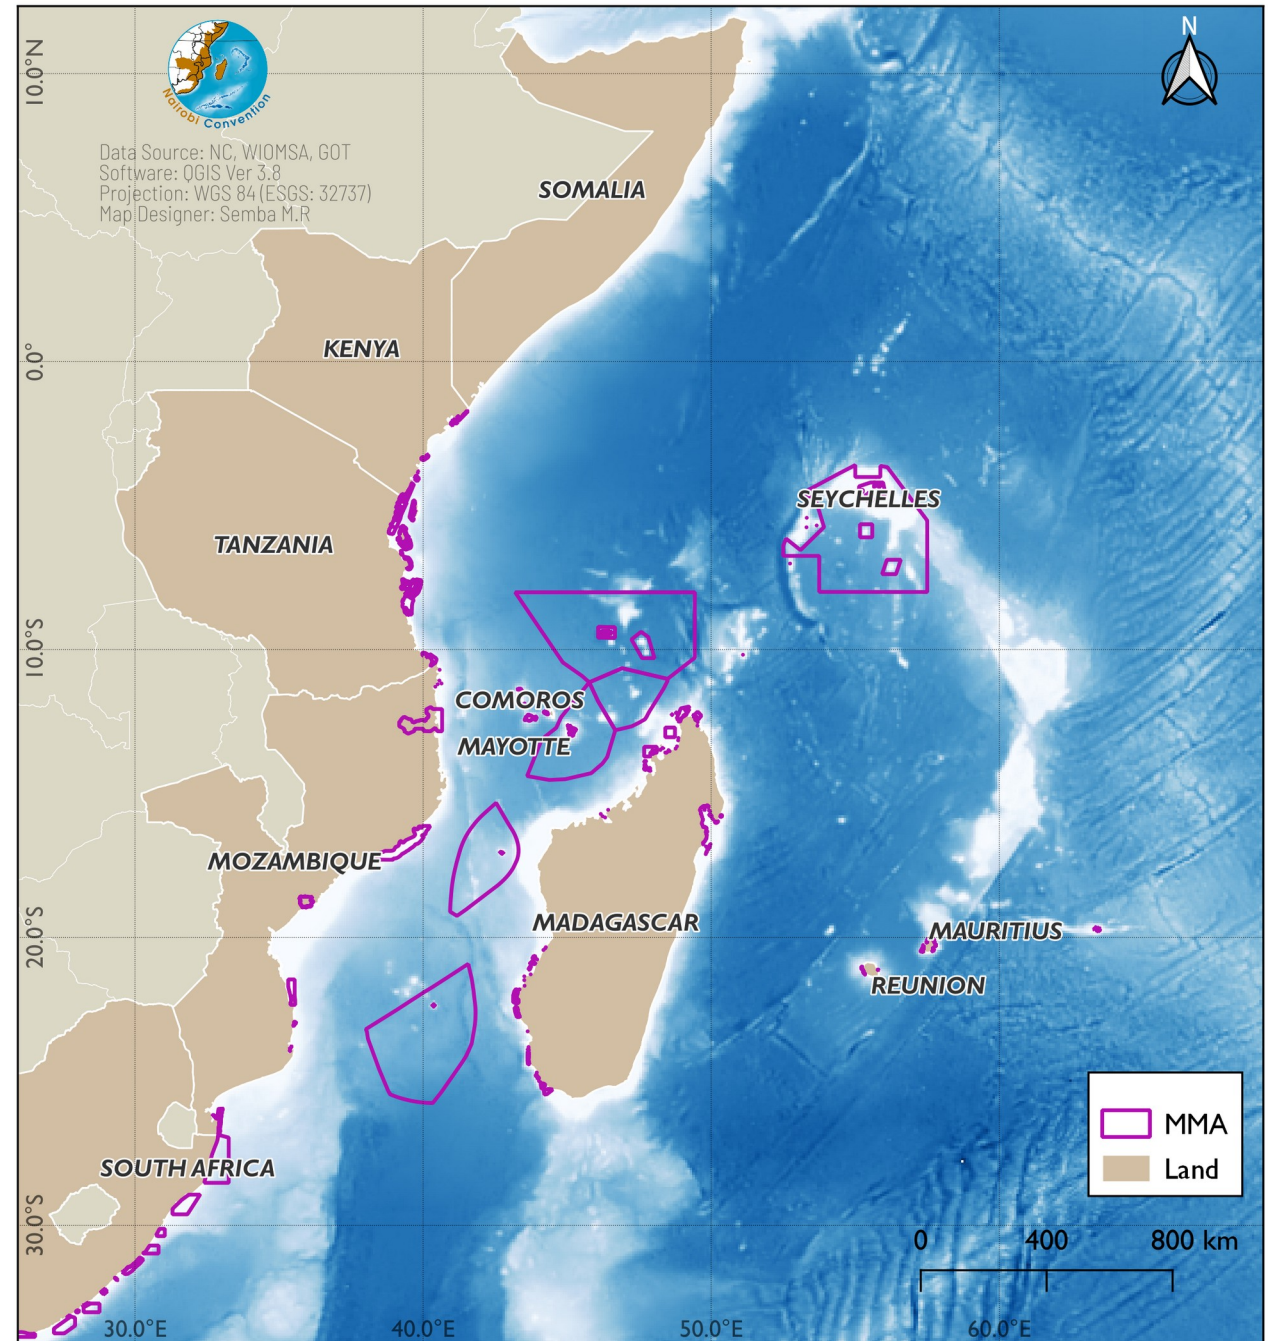 N
10.0°N
Nairobi Convention
Data Source: NC, WIOMSA, GOT
Software: QGIS Ver 3.8
Projection: WGS 84 (ESGS: 32737)
Map Designer: Semba M.R
SOMALIA
KENYA
0.0°
SEYCHELLES
TANZANIA
10.0°S
COMOROS
MAYOTTE
MOZAMBIQUE
MADAGASCAR
20.0°S
MAURITIUS
REUNION
MMA
SOUTH AFRICA
Land
30.0°S
0 400 800 km
30.0°E 40.0°E 50.0°E 60.0°E